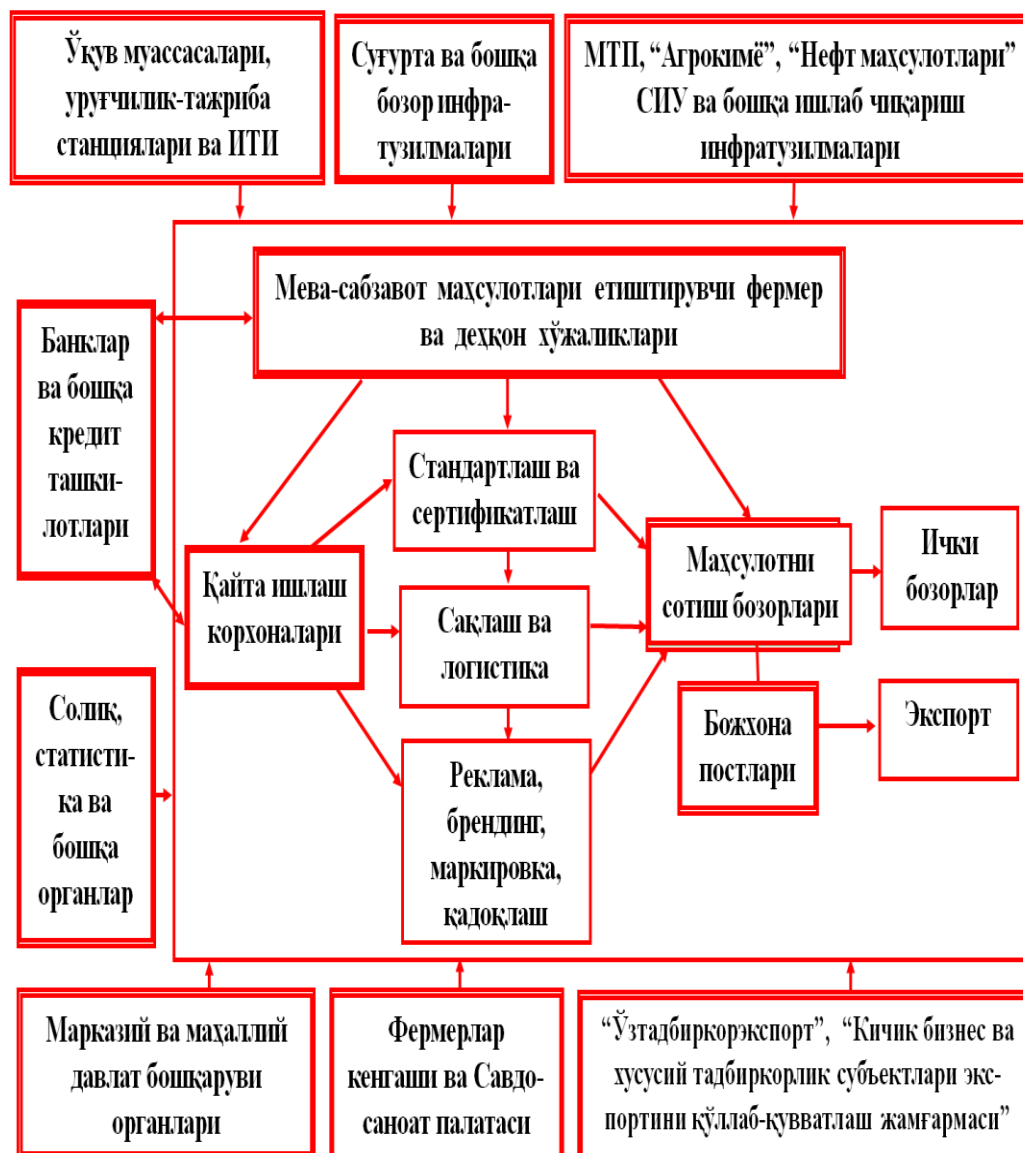 Ўқув муассасалари,
уруғчилик-тажриба
станциялари ва ИТИ
Суғурта ва бошқа
бозор инфра-
тузилмалари
МТП, “Агрокимё”, “Нефт маҳсулотлари”
СИУ ва бошқа ишлаб чиқариш
инфратузилмалари
Мева-сабзавот маҳсулотлари етиштирувчи фермер
ва деҳқон хўжаликлари
Банклар
ва бошқа
кредит
ташки-
лотлари
Стандартлаш ва
сертификатлаш
Қайта ишлаш
корхоналари
Сақлаш ва
логистика
Маҳсулотни
сотиш бозорлари
Ички
бозорлар
Солиқ,
статисти-
ка ва
бошқа
органлар
Реклама,
брендинг,
маркировка,
қадоқлаш
Божхона
постлари
Экспорт
Марказий ва маҳаллий
давлат бошқаруви
органлари
Фермерлар
кенгаши ва Савдо-
саноат палатаси
“Ўзтадбиркорэкспорт”, “Кичик бизнес ва
хусусий тадбиркорлик субъектлари экс-
портини қўллаб-қувватлаш жамғармаси”